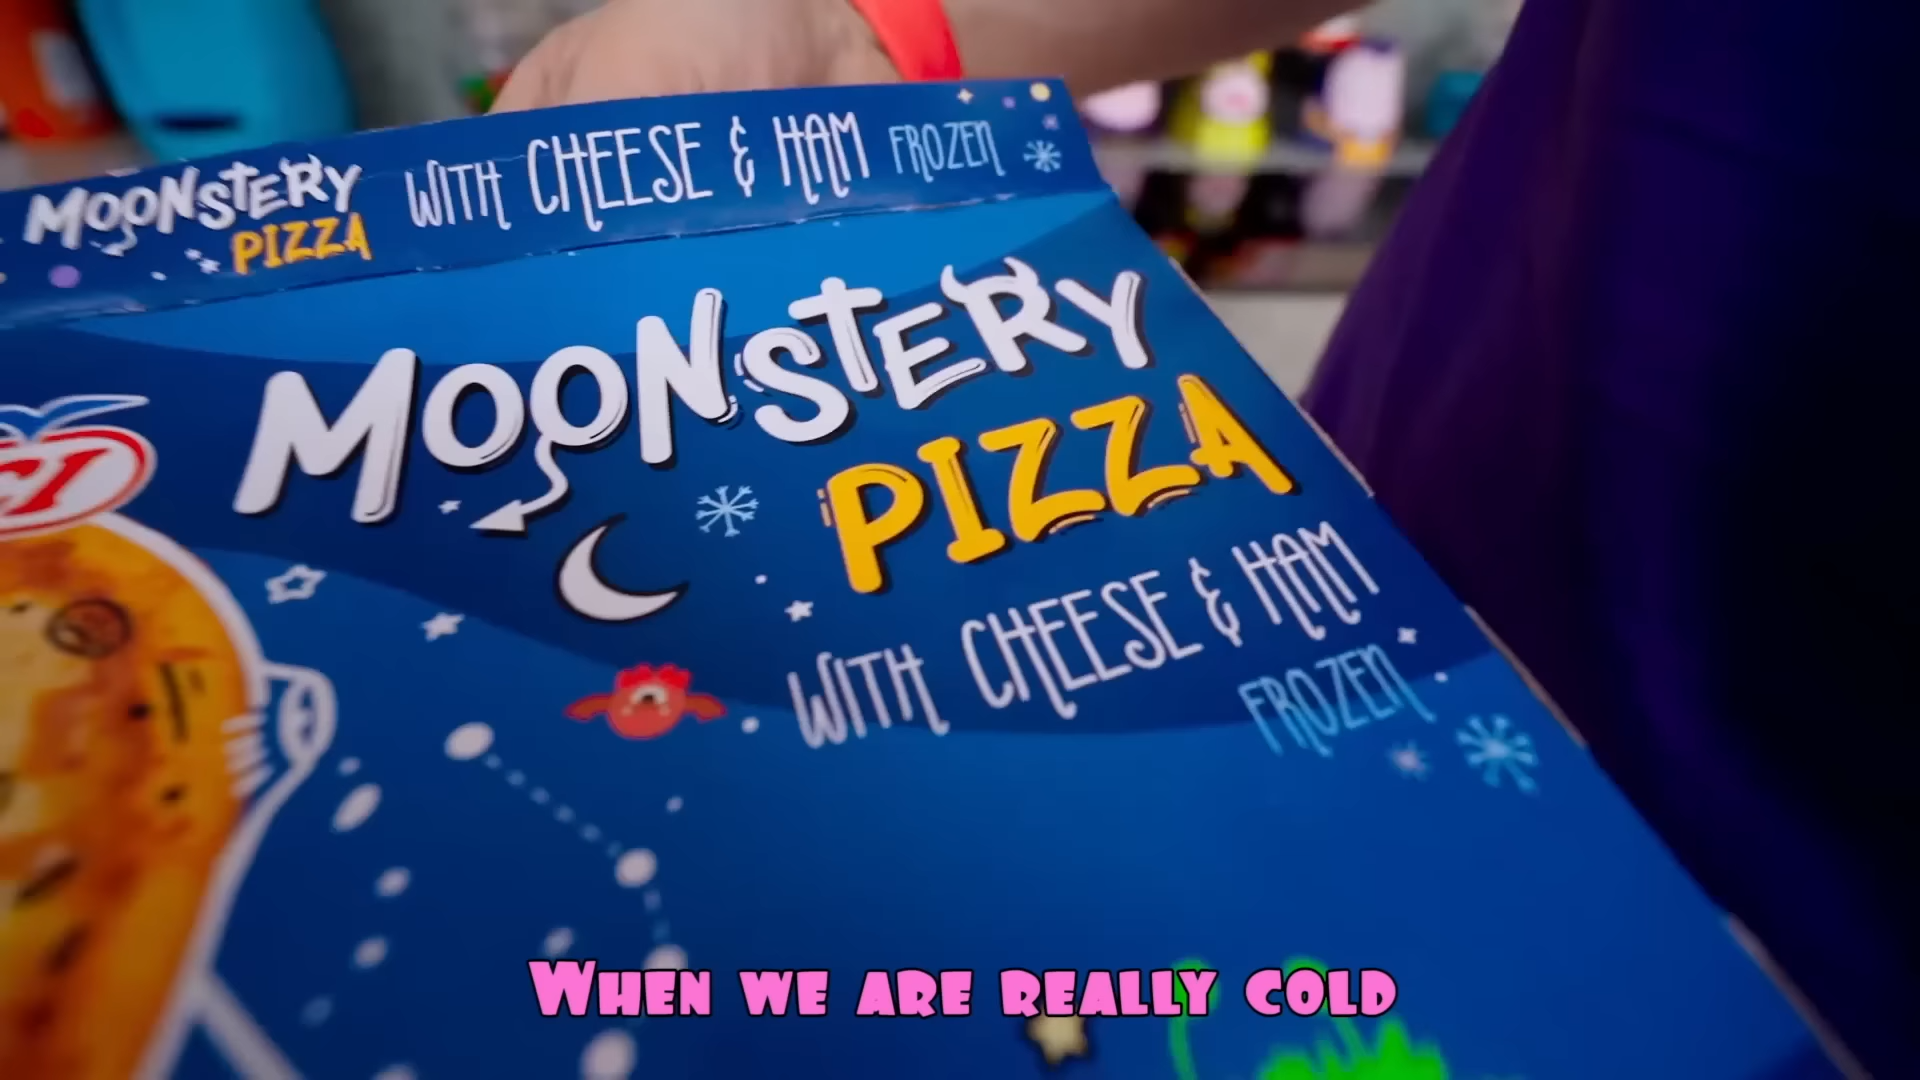 MOONSTERY
PIZZA
WITH CHEESE & HAM FROZEN
MOONSTERY
PIZZA
WITH CHEESE & HAM
FROZEN
WHEN WE ARE REALLY COLD